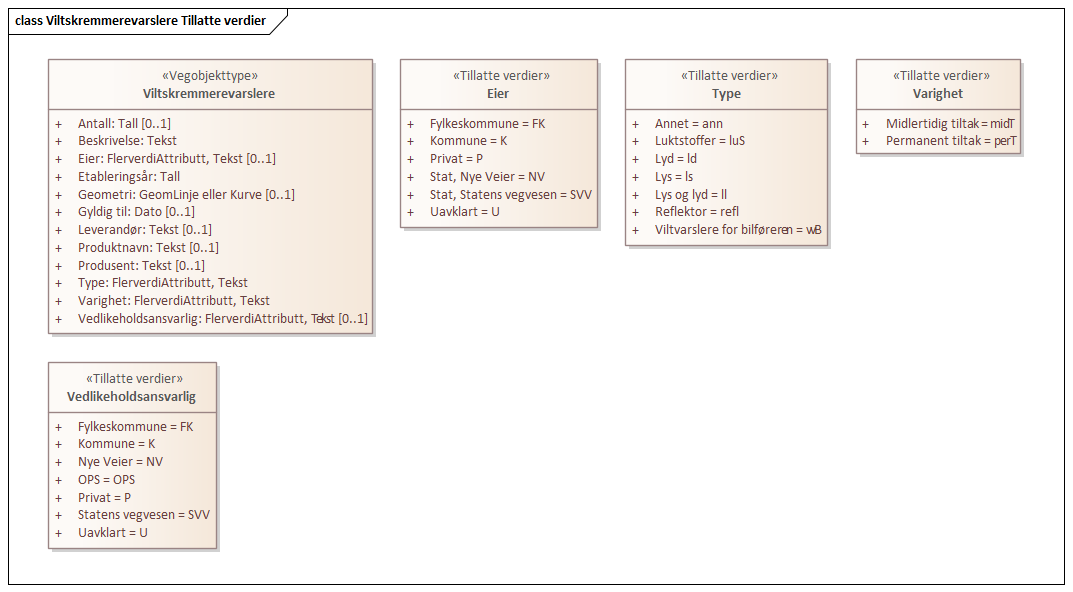 class Viltskremmerevarslere Tillatte verdier
«Vegobjekttype»
Viltskremmerevarslere
+ Antall: Tall [0..1]
+ Beskrivelse: Tekst
+ Eier: FlerverdiAttributt, Tekst [0..1]
+ Etableringsår: Tall
+ Geometri: GeomLinje eller Kurve [0..1]
+ Gyldig til: Dato [0..1]
+ Leverandør: Tekst [0..1]
+ Produktnavn: Tekst [0..1]
+ Produsent: Tekst [0..1]
+ Type: FlerverdiAttributt, Tekst
+ Varighet: FlerverdiAttributt, Tekst
+ Vedlikeholdsansvarlig: FlerverdiAttributt, Tekst [0..1]
«Tillatte verdier»
Eier
+ Fylkeskommune = FK
+ Kommune = K
+ Privat = P
+ Stat, Nye Veier = NV
+ Stat, Statens vegvesen = SVV
+ Uavklart = U
«Tillatte verdier»
Type
+ Annet = ann
+ Luktstoffer = luS
+ Lyd = ld
+ Lys = ls
+ Lys og lyd = ll
+ Reflektor = refl
+ Viltvarslere for bilføreren =
«Tillatte verdier»
Varighet
+ Midlertidig tiltak = midT
+ Permanent tiltak = perT
«Tillatte verdier»
Vedlikeholdsansvarlig
+ Fylkeskommune = FK
+ Kommune = K
+ Nye Veier = NV
+ OPS = OPS
+ Privat = P
+ Statens vegvesen = SVV
+ Uavklart = U